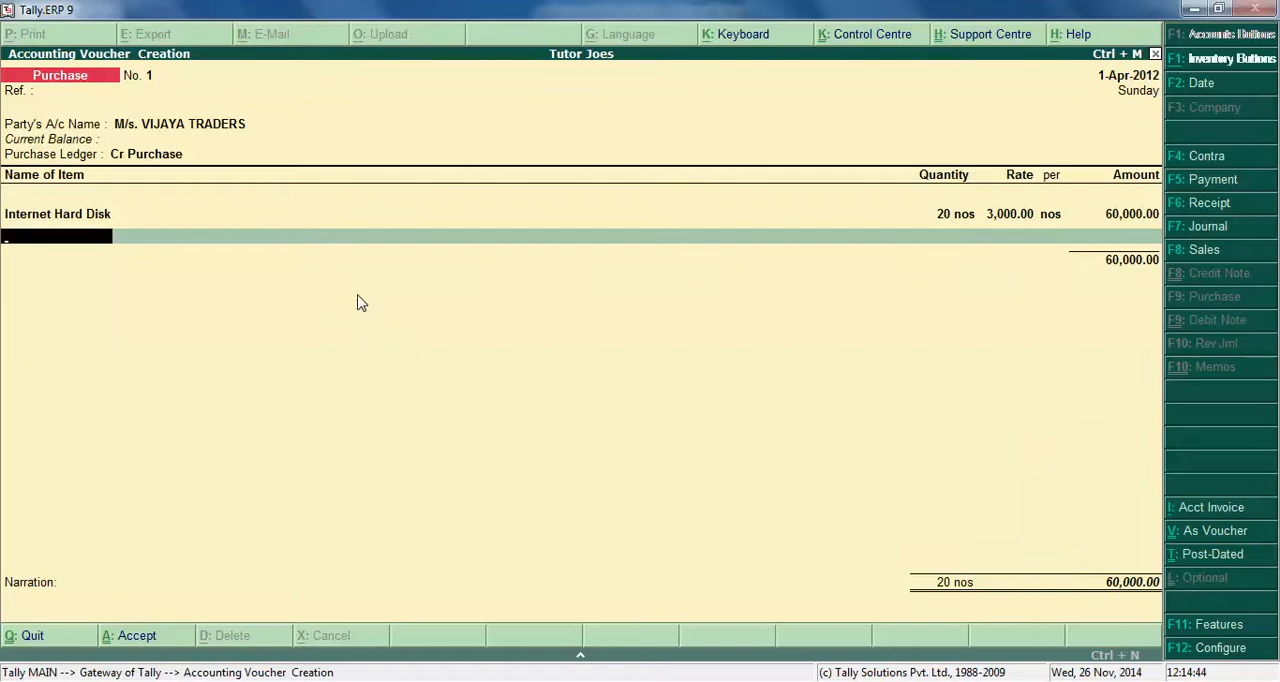 Tally.ERP 9
P: Print E: Export M: E-Mail O: Upload G: Language K: Keyboard K: Control Centre H: Support Centre H: Help
Accounting Voucher Creation Tutor Joes Ctrl + M
Purchase No. 1 1-Apr-2012
Ref. : Sunday
Party's A/c Name : M/s. VIJAYA TRADERS
Current Balance :
Purchase Ledger : Cr Purchase
Name of Item Quantity Rate per Amount
Internet Hard Disk 20 nos 3,000.00 nos 60,000.00
60,000.00
Narration: 20 nos 60,000.00
F1: Accounts Buttons
F1: Inventory Buttons
F2: Date
F3: Company
F4: Contra
F5: Payment
F6: Receipt
F7: Journal
F8: Sales
F8: Credit Note
F9: Purchase
F9: Debit Note
F10: Rev Jrnl
F10: Memos
I: Acct Invoice
V: As Voucher
T: Post-Dated
L: Optional
F11: Features
F12: Configure
Q: Quit A: Accept D: Delete X: Cancel
Ctrl + N
Tally MAIN --> Gateway of Tally --> Accounting Voucher Creation (c) Tally Solutions Pvt. Ltd., 1988-2009 Wed, 26 Nov, 2014 12:14:44